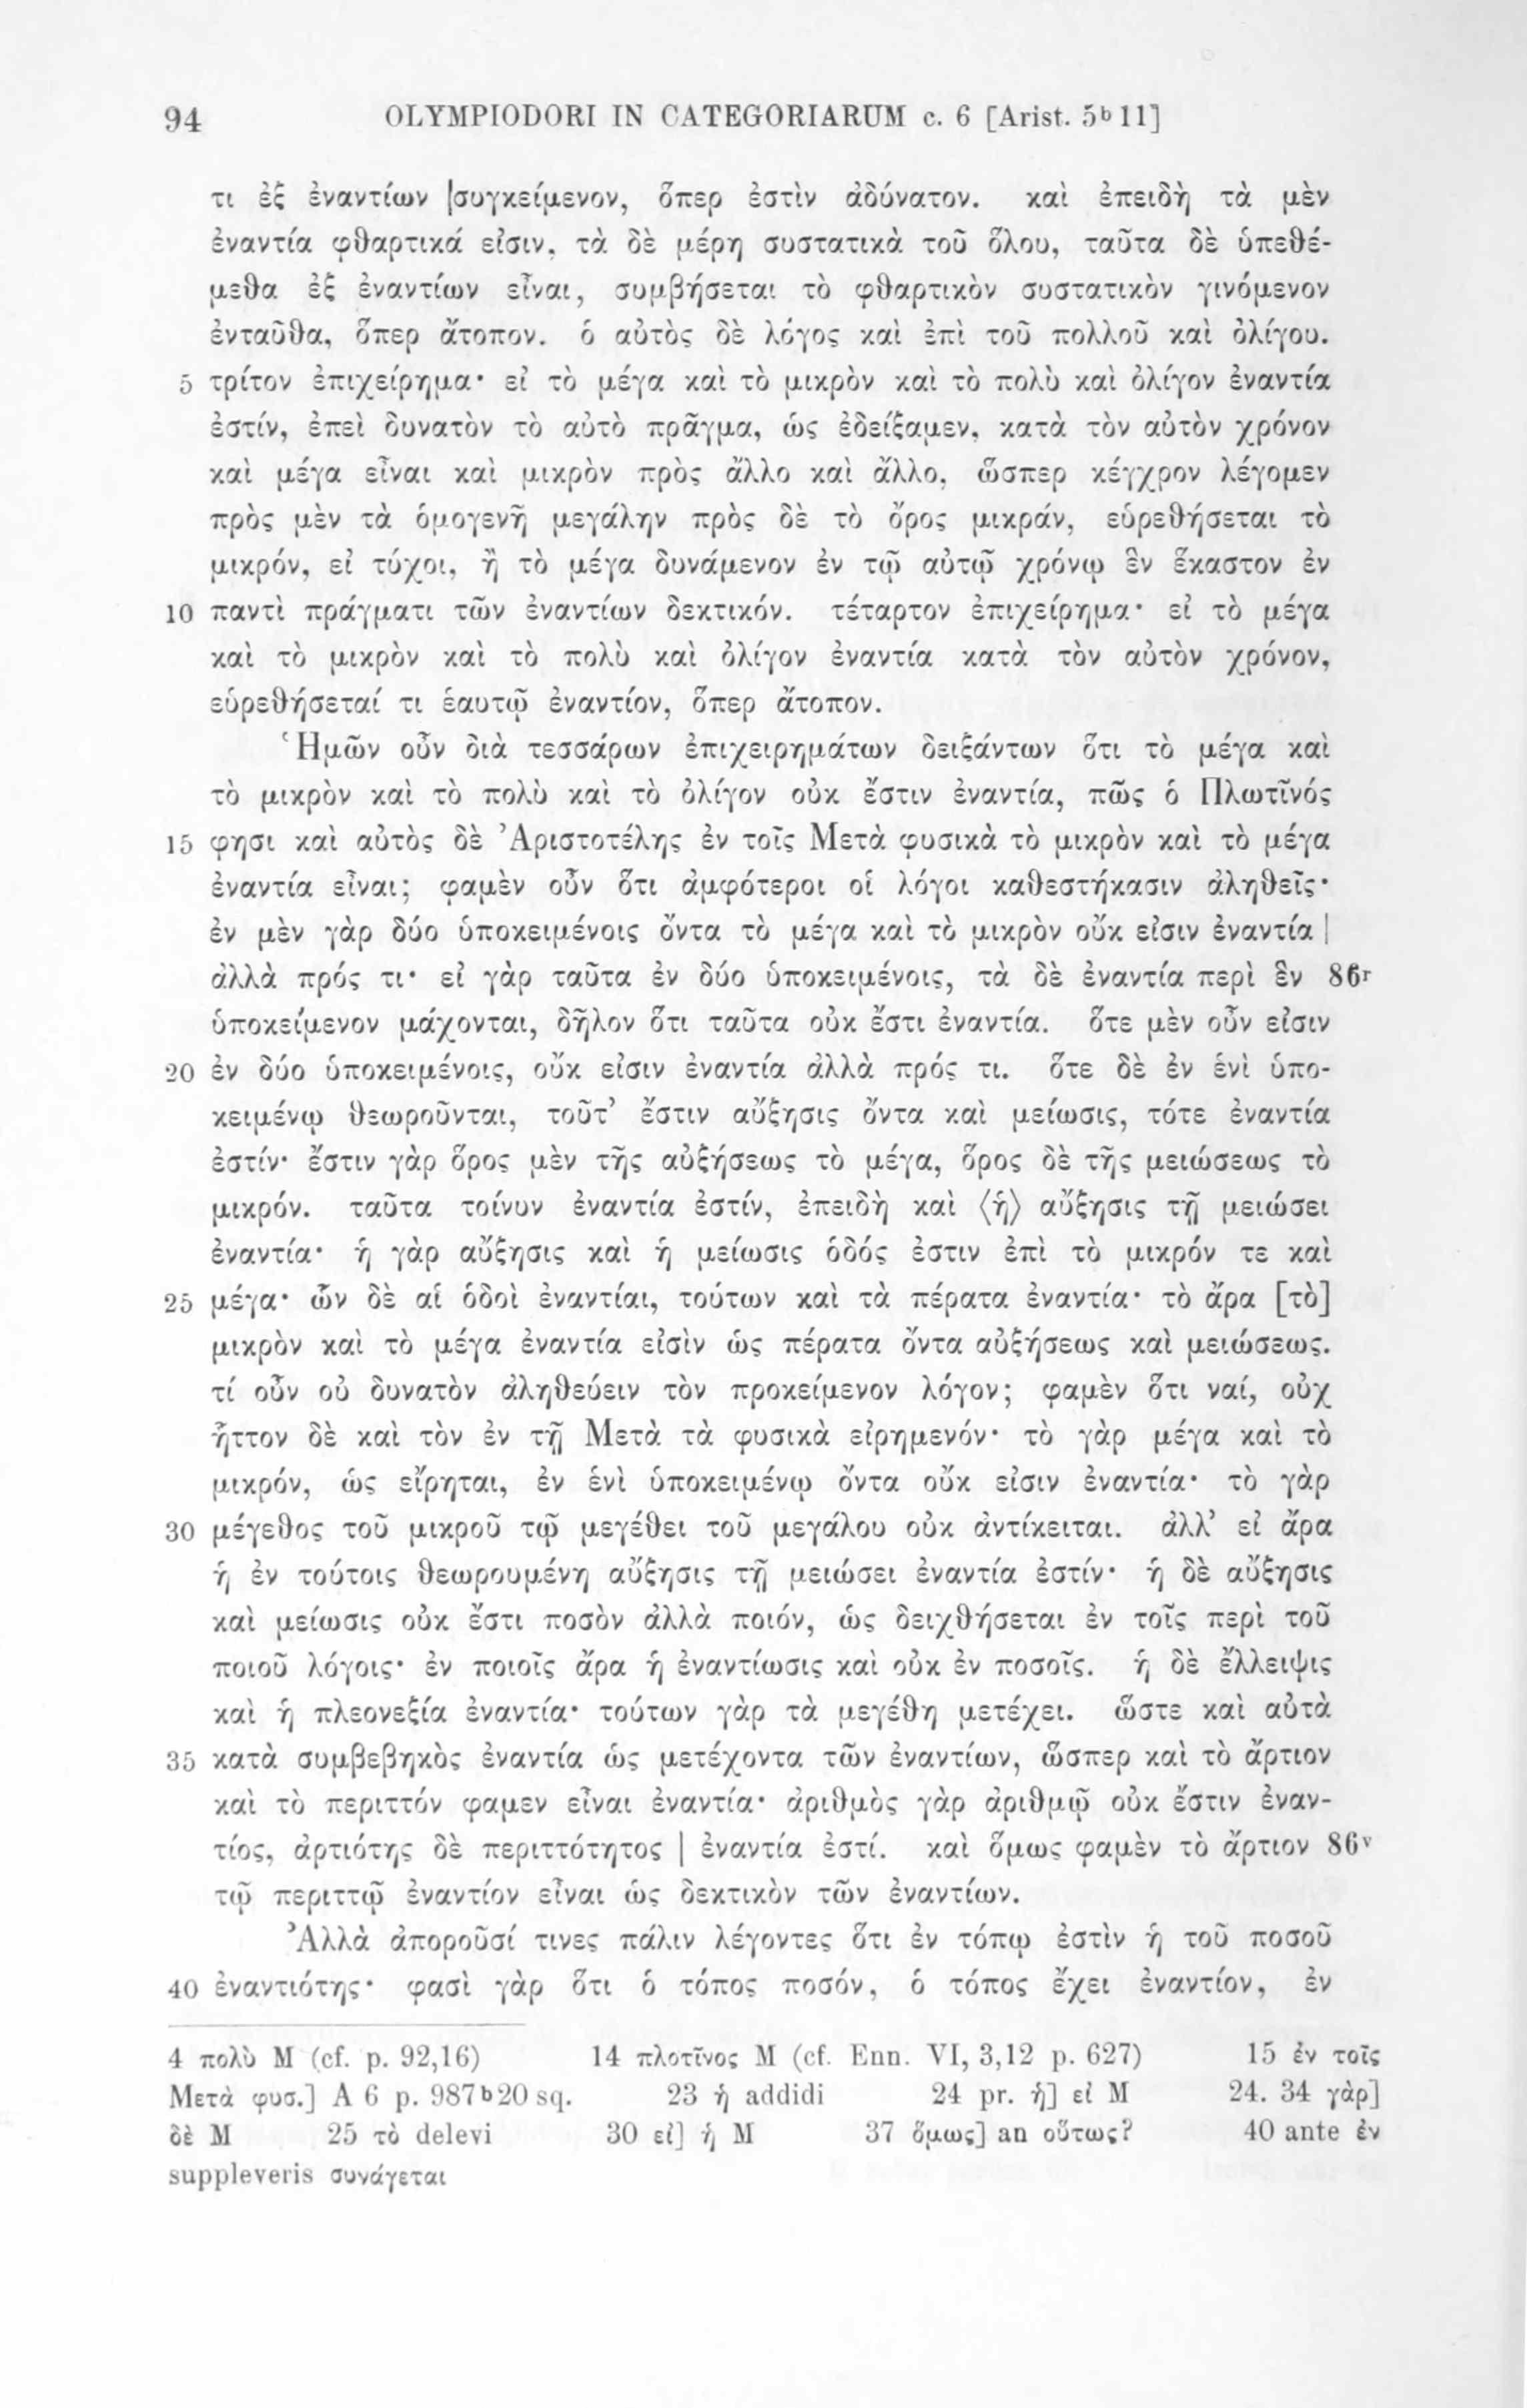 94 OLYMPIODORI IN CATEGORIARUM c. 6 [Arist. 5b11]
τι ἐξ ἐναντίων |συγκείμενον, ὅπερ ἐστὶν ἀδύνατον. καὶ ἐπειδὴ τὰ μὲν
ἐναντία φθαρτικά εἰσιν, τὰ δὲ μέρη συστατικὰ τοῦ ὅλου, ταῦτα δὲ ὑπεθέ-
μεθα ἐξ ἐναντίων εἶναι, συμβήσεται τὸ φθαρτικὸν συστατικὸν γινόμενον
ἐνταῦθα, ὅπερ ἄτοπον. ὁ αὐτὸς δὲ λόγος καὶ ἐπὶ τοῦ πολλοῦ καὶ ὀλίγου.
5 τρίτον ἐπιχείρημα· εἰ τὸ μέγα καὶ τὸ μικρὸν καὶ τὸ πολὺ καὶ ὀλίγον ἐναντία
ἐστίν, ἐπεὶ δυνατὸν τὸ αὐτὸ πρᾶγμα, ὡς ἐδείξαμεν, κατὰ τὸν αὐτὸν χρόνον
καὶ μέγα εἶναι καὶ μικρὸν πρὸς ἄλλο καὶ ἄλλο, ὥσπερ κέγχρον λέγομεν
πρὸς μὲν τὰ ὁμογενῆ μεγάλην πρὸς δὲ τὸ ὄρος μικράν, εὑρεθήσεται τὸ
μικρόν, εἰ τύχοι, ἢ τὸ μέγα δυνάμενον ἐν τῷ αὐτῷ χρόνῳ ἓν ἕκαστον ἐν
10 παντὶ πράγματι τῶν ἐναντίων δεκτικόν. τέταρτον ἐπιχείρημα· εἰ τὸ μέγα
καὶ τὸ μικρὸν καὶ τὸ πολὺ καὶ ὀλίγον ἐναντία κατὰ τὸν αὐτὸν χρόνον,
εὑρεθήσεταί τι ἑαυτῷ ἐναντίον, ὅπερ ἄτοπον.
Ἡμῶν οὖν διὰ τεσσάρων ἐπιχειρημάτων δειξάντων ὅτι τὸ μέγα καὶ
τὸ μικρὸν καὶ τὸ πολὺ καὶ τὸ ὀλίγον οὐκ ἔστιν ἐναντία, πῶς ὁ Πλωτῖνός
15 φησι καὶ αὐτὸς δὲ Ἀριστοτέλης ἐν τοῖς Μετὰ φυσικὰ τὸ μικρὸν καὶ τὸ μέγα
ἐναντία εἶναι; φαμὲν οὖν ὅτι ἀμφότεροι οἱ λόγοι καθεστήκασιν ἀληθεῖς·
ἐν μὲν γὰρ δύο ὑποκειμένοις ὄντα τὸ μέγα καὶ τὸ μικρὸν οὔκ εἰσιν ἐναντία |
ἀλλὰ πρός τι· εἰ γὰρ ταῦτα ἐν δύο ὑποκειμένοις, τὰ δὲ ἐναντία περὶ ἓν 86r
ὑποκείμενον μάχονται, δῆλον ὅτι ταῦτα οὐκ ἔστι ἐναντία. ὅτε μὲν οὖν εἰσιν
20 ἐν δύο ὑποκειμένοις, οὔκ εἰσιν ἐναντία ἀλλὰ πρός τι. ὅτε δὲ ἐν ἑνὶ ὑπο-
κειμένῳ θεωροῦνται, τοῦτ’ ἔστιν αὔξησις ὄντα καὶ μείωσις, τότε ἐναντία
ἐστίν· ἔστιν γὰρ ὅρος μὲν τῆς αὐξήσεως τὸ μέγα, ὅρος δὲ τῆς μειώσεως τὸ
μικρόν. ταῦτα τοίνυν ἐναντία ἐστίν, ἐπειδὴ καὶ ⟨ἡ⟩ αὔξησις τῇ μειώσει
ἐναντία· ἡ γὰρ αὔξησις καὶ ἡ μείωσις ὁδός ἐστιν ἐπὶ τὸ μικρόν τε καὶ
25 μέγα· ὧν δὲ αἱ ὁδοὶ ἐναντίαι, τούτων καὶ τὰ πέρατα ἐναντία· τὸ ἄρα [τὸ]
μικρὸν καὶ τὸ μέγα ἐναντία εἰσὶν ὡς πέρατα ὄντα αὐξήσεως καὶ μειώσεως.
τί οὖν οὐ δυνατὸν ἀληθεύειν τὸν προκείμενον λόγον; φαμὲν ὅτι ναί, οὐχ
ἧττον δὲ καὶ τὸν ἐν τῇ Μετὰ τὰ φυσικὰ εἰρημενόν· τὸ γὰρ μέγα καὶ τὸ
μικρόν, ὡς εἴρηται, ἐν ἑνὶ ὑποκειμένῳ ὄντα οὔκ εἰσιν ἐναντία· τὸ γὰρ
30 μέγεθος τοῦ μικροῦ τῷ μεγέθει τοῦ μεγάλου οὐκ ἀντίκειται. ἀλλ’ εἰ ἄρα
ἡ ἐν τούτοις θεωρουμένη αὔξησις τῇ μειώσει ἐναντία ἐστίν· ἡ δὲ αὔξησις
καὶ μείωσις οὐκ ἔστι ποσὸν ἀλλὰ ποιόν, ὡς δειχθήσεται ἐν τοῖς περὶ τοῦ
ποιοῦ λόγοις· ἐν ποιοῖς ἄρα ἡ ἐναντίωσις καὶ οὐκ ἐν ποσοῖς. ἡ δὲ ἔλλειψις
καὶ ἡ πλεονεξία ἐναντία· τούτων γὰρ τὰ μεγέθη μετέχει. ὥστε καὶ αὐτὰ
35 κατὰ συμβεβηκὸς ἐναντία ὡς μετέχοντα τῶν ἐναντίων, ὥσπερ καὶ τὸ ἄρτιον
καὶ τὸ περιττόν φαμεν εἶναι ἐναντία· ἀριθμὸς γὰρ ἀριθμῷ οὐκ ἔστιν ἐναν-
τίος, ἀρτιότης δὲ περιττότητος | ἐναντία ἐστί. καὶ ὅμως φαμὲν τὸ ἄρτιον 86v
τῷ περιττῷ ἐναντίον εἶναι ὡς δεκτικὸν τῶν ἐναντίων.
Ἀλλὰ ἀποροῦσί τινες πάλιν λέγοντες ὅτι ἐν τόπῳ ἐστὶν ἡ τοῦ ποσοῦ
40 ἐναντιότης· φασὶ γὰρ ὅτι ὁ τόπος ποσόν, ὁ τόπος ἔχει ἐναντίον, ἐν
4 πολὺ M (cf. p. 92,16) 14 πλοτῖνος M (cf. Enn. VI, 3,12 p. 627) 15 ἐν τοῖς
Μετὰ φυσ.] A 6 p. 987b20 sq. 23 ἡ addidi 24 pr. ἡ] εἰ M 24. 34 γὰρ]
δὲ M 25 τὸ delevi 30 εἰ] ἡ M 37 ὅμως] an οὕτως? 40 ante ἐν
suppleveris συνάγεται